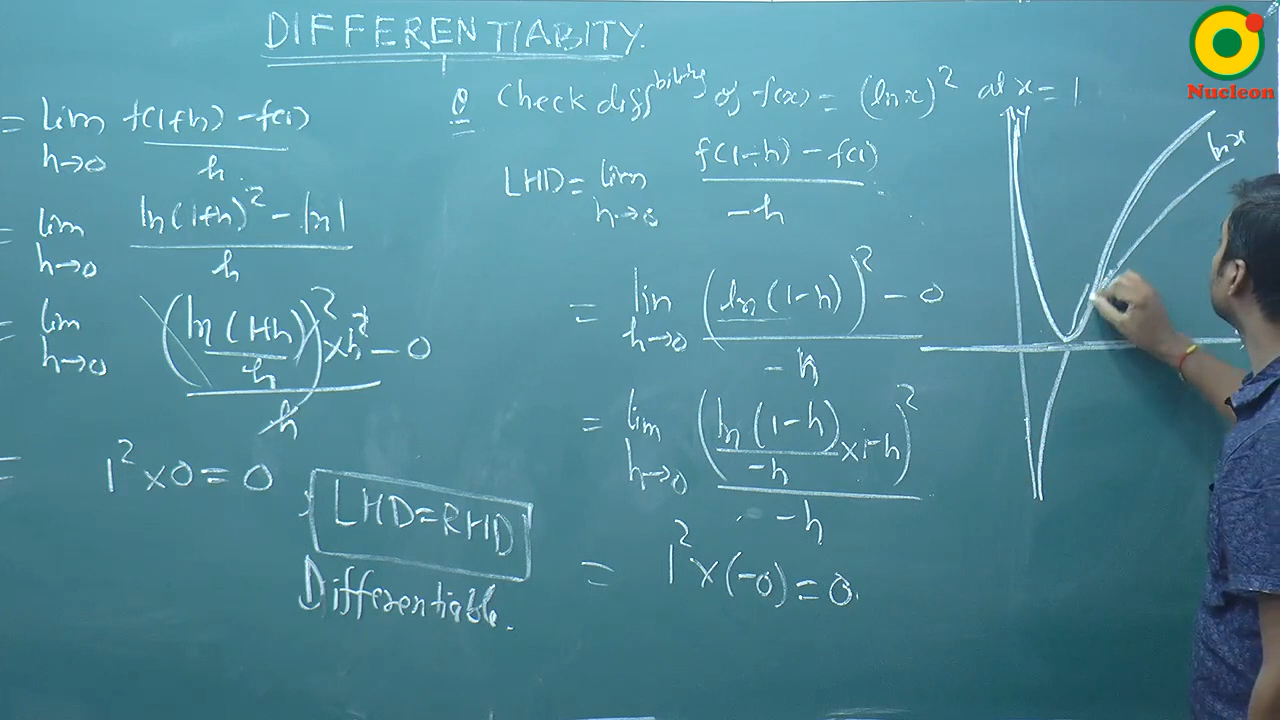 DIFFERENTIABITY.
Nucleon
Q Check diffbility of f(x) = (ln x)² at x = 1
= lim h→0 f(1+h) - f(1) / h
= lim h→0 ln(1+h)² - ln1 / h
= lim h→0 (ln(1+h) / h)² × h² - 0 / h
= 1² × 0 = 0
LHD = RHD
Differentiable.
LHD = lim h→0 f(1-h) - f(1) / -h
= lim h→0 (ln(1-h))² - 0 / -h
= lim h→0 (ln(1-h) / -h × -h)² / -h
= 1² × (-0) = 0.
y
ln x